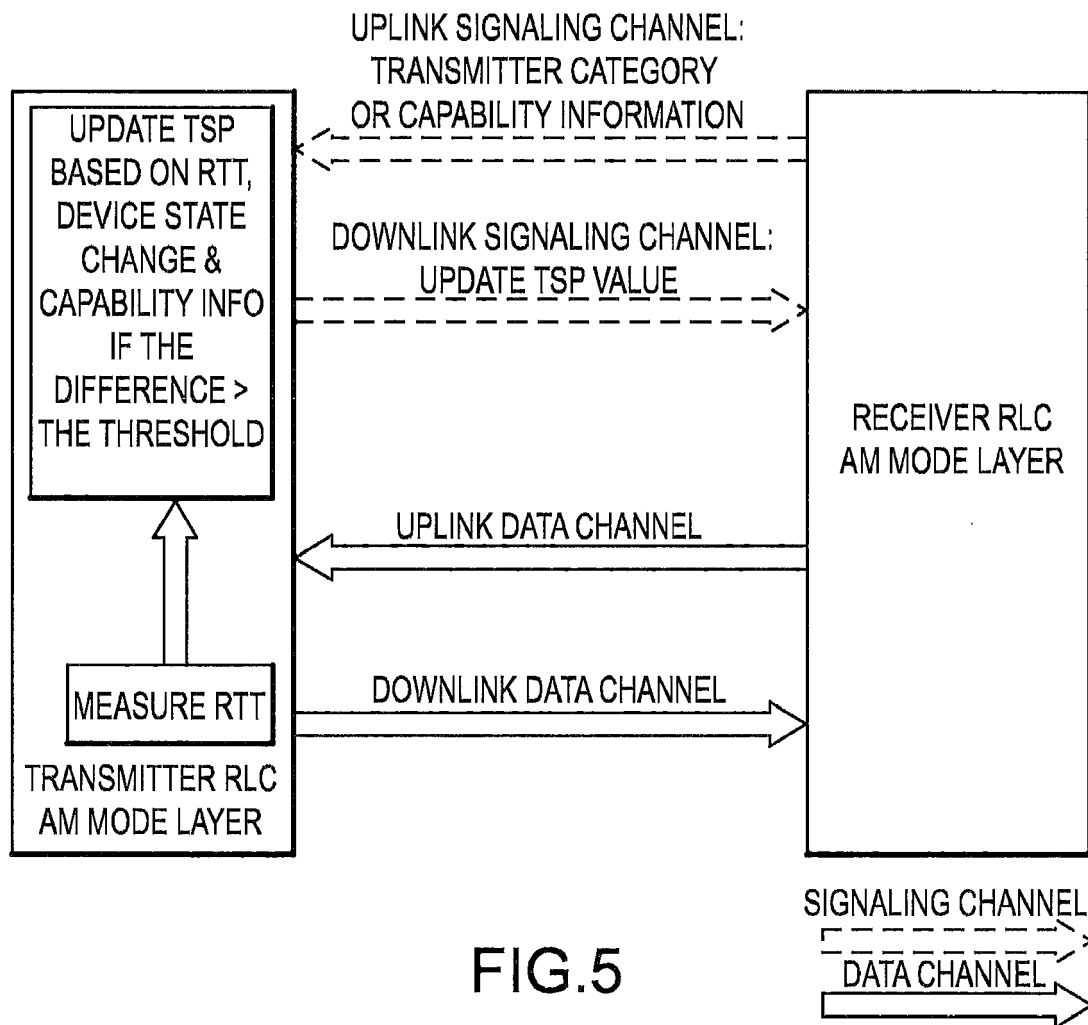 UPLINK SIGNALING CHANNEL:
TRANSMITTER CATEGORY
OR CAPABILITY INFORMATION
UPDATE TSP
BASED ON RTT,
DEVICE STATE
CHANGE &
CAPABILITY INFO
IF THE
DIFFERENCE >
THE THRESHOLD
DOWNLINK SIGNALING CHANNEL:
UPDATE TSP VALUE
RECEIVER RLC
AM MODE LAYER
UPLINK DATA CHANNEL
MEASURE RTT
DOWNLINK DATA CHANNEL
TRANSMITTER RLC
AM MODE LAYER
SIGNALING CHANNEL
DATA CHANNEL
FIG.5